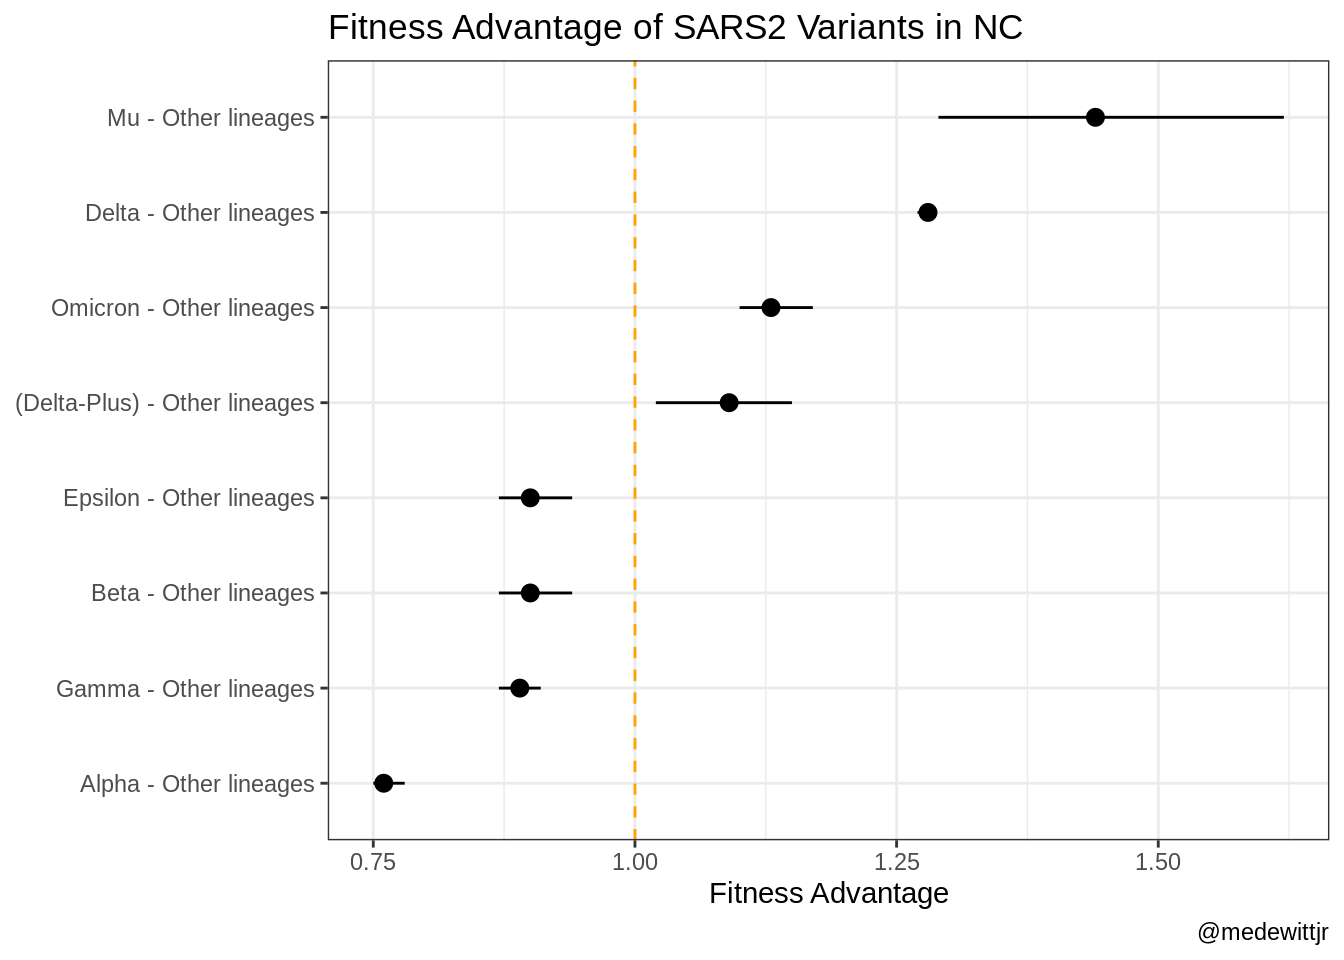 Fitness Advantage of SARS2 Variants in NC
Mu - Other lineages
Delta - Other lineages
Omicron - Other lineages
(Delta-Plus) - Other lineages
Epsilon - Other lineages
Beta - Other lineages
Gamma - Other lineages
Alpha - Other lineages
0.75 1.00 1.25 1.50
Fitness Advantage
@medewittjr